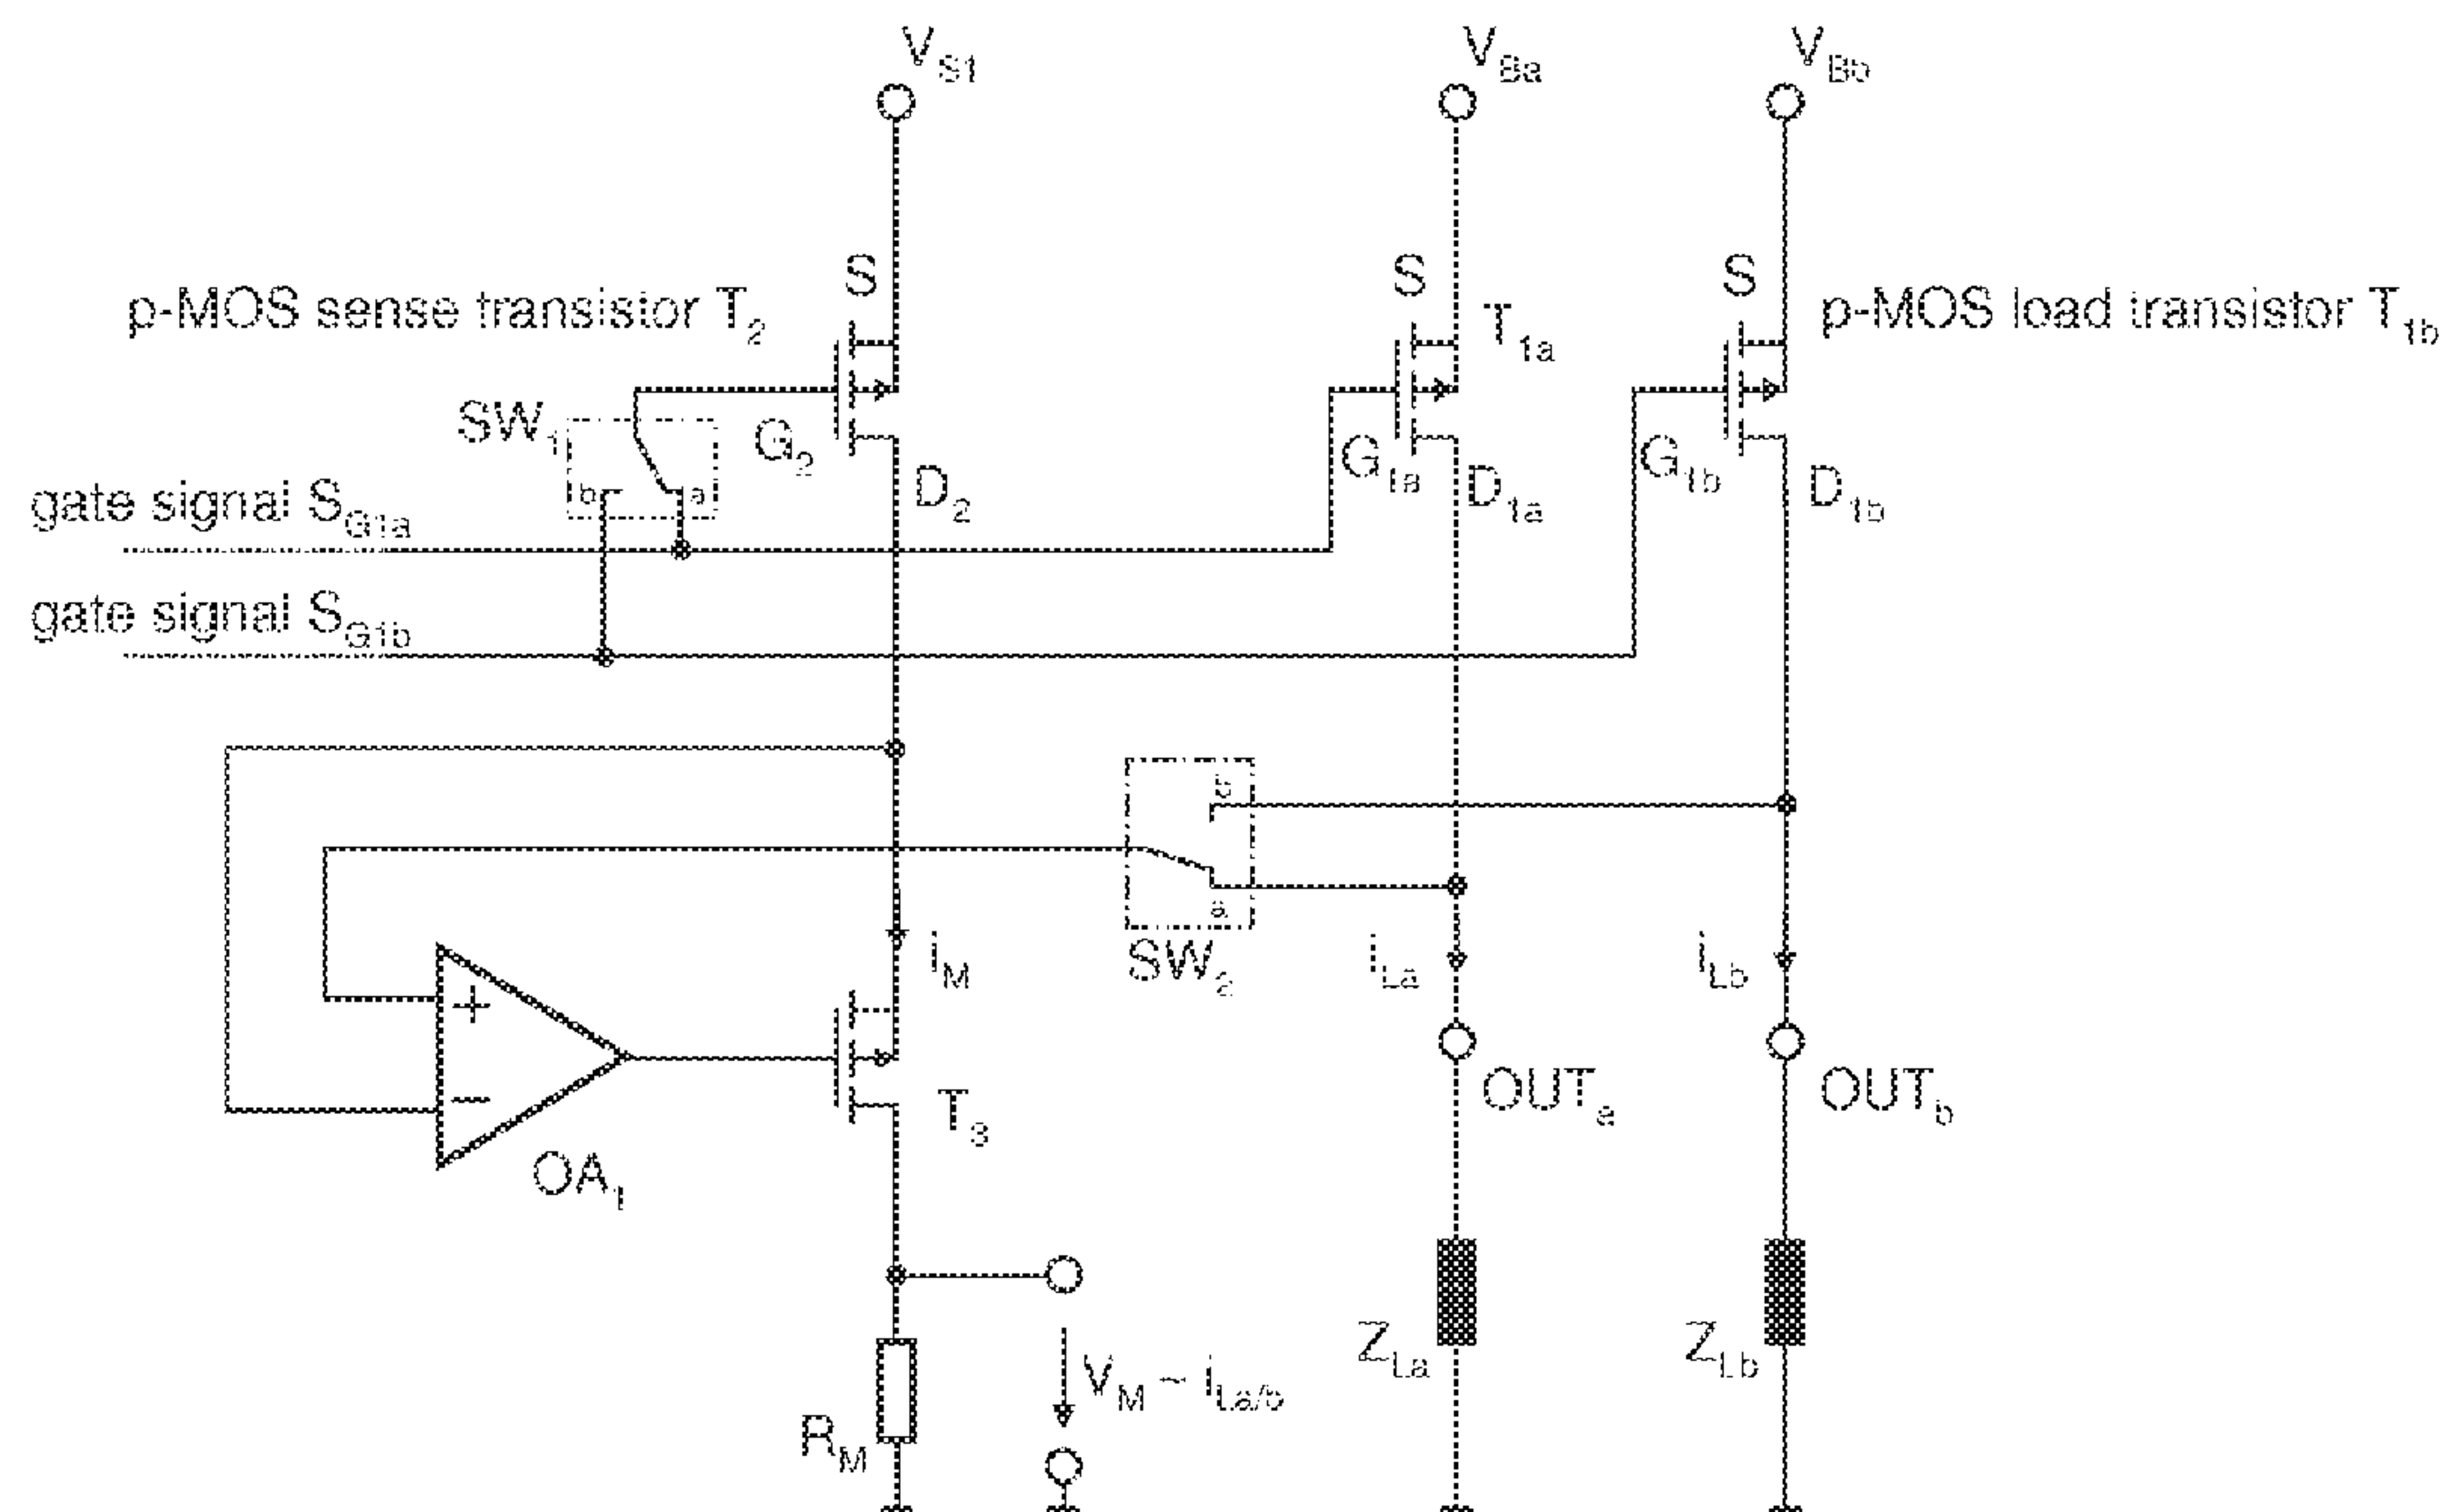 V_S1
V_Ba
V_Bb
S
S
S
p-MOS sense transistor T_2
T_1a
p-MOS load transistor T_1b
SW_1
G_2
G_1a
G_1b
b
a
D_2
D_1a
D_1b
gate signal S_G1a
gate signal S_G1b
b
a
SW_2
i_M
i_La
i_Lb
+
−
OA_1
T_3
OUT_a
OUT_b
Z_La
Z_Lb
V_M ~ i_La/b
R_M